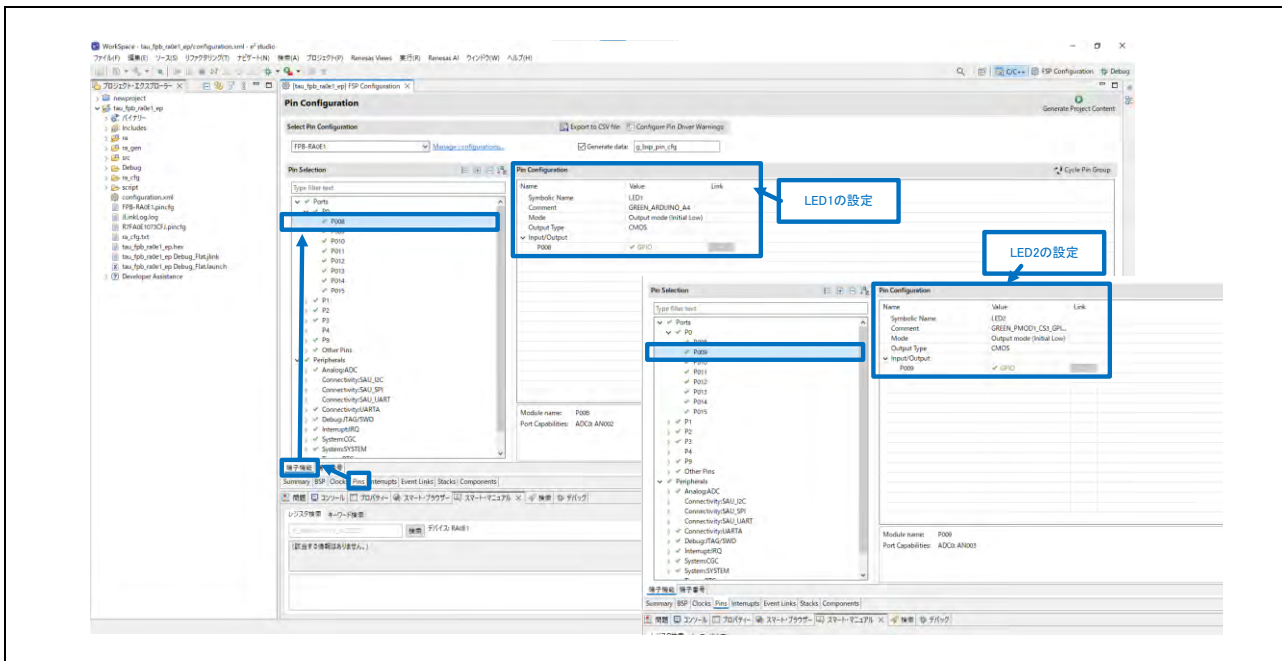 WorkSpace - tau_fpb_ra0e1_ep/configuration.xml - e² studio
ファイル(F) 編集(E) ソース(S) リファクタリング(T) ナビゲート(N) 検索(A) プロジェクト(P) Renesas Views 実行(R) Renesas AI ウィンドウ(W) ヘルプ(H)
C/C++ FSP Configuration Debug
プロジェクト・エクスプローラー
[tau_fpb_ra0e1_ep] FSP Configuration
newproject
tau_fpb_ra0e1_ep
バイナリー
Includes
ra
ra_gen
src
Debug
ra_cfg
script
configuration.xml
FPB-RA0E1.pincfg
JLinkLog.log
R7FA0E1073CFJ.pincfg
ra_cfg.txt
tau_fpb_ra0e1_ep.hex
tau_fpb_ra0e1_ep Debug_Flat.jlink
tau_fpb_ra0e1_ep Debug_Flat.launch
Developer Assistance
Pin Configuration
Generate Project Content
Select Pin Configuration
Export to CSV file Configure Pin Driver Warnings
FPB-RA0E1
Manage configurations...
Generate data: g_bsp_pin_cfg
Pin Selection
Pin Configuration
Cycle Pin Group
Type filter text
Ports
P0
P008
P010
P011
P012
P013
P014
P015
P1
P2
P3
P4
P9
Other Pins
Peripherals
Analog:ADC
Connectivity:SAU_I2C
Connectivity:SAU_SPI
Connectivity:SAU_UART
Connectivity:UARTA
Debug:JTAG/SWD
Interrupt:IRQ
System:CGC
System:SYSTEM
Name Value Link
Symbolic Name LED1
Comment GREEN_ARDUINO_A4
Mode Output mode (Initial Low)
Output Type CMOS
Input/Output
P008 GPIO
LED1の設定
Module name: P008
Port Capabilities: ADC0: AN002
端子機能
Summary BSP Clocks Pins Interrupts Event Links Stacks Components
問題 コンソール プロパティー スマート・ブラウザー スマート・マニュアル 検索 デバッグ
レジスタ検索 キーワード検索
検索 デバイス: RA0E1
(該当する情報はありません。)
LED2の設定
Pin Selection
Type filter text
Ports
P0
P009
P011
P012
P013
P014
P015
P1
P2
P3
P4
P9
Other Pins
Peripherals
Analog:ADC
Connectivity:SAU_I2C
Connectivity:SAU_SPI
Connectivity:SAU_UART
Connectivity:UARTA
Debug:JTAG/SWD
Interrupt:IRQ
System:CGC
System:SYSTEM
Pin Configuration
Name Value Link
Symbolic Name LED2
Comment GREEN_PMOD1_CS3_GPI...
Mode Output mode (Initial Low)
Output Type CMOS
Input/Output
P009 GPIO
Module name: P009
Port Capabilities: ADC0: AN003
端子機能 端子番号
Summary BSP Clocks Pins Interrupts Event Links Stacks Components
問題 コンソール プロパティー スマート・ブラウザー スマート・マニュアル 検索 デバッグ